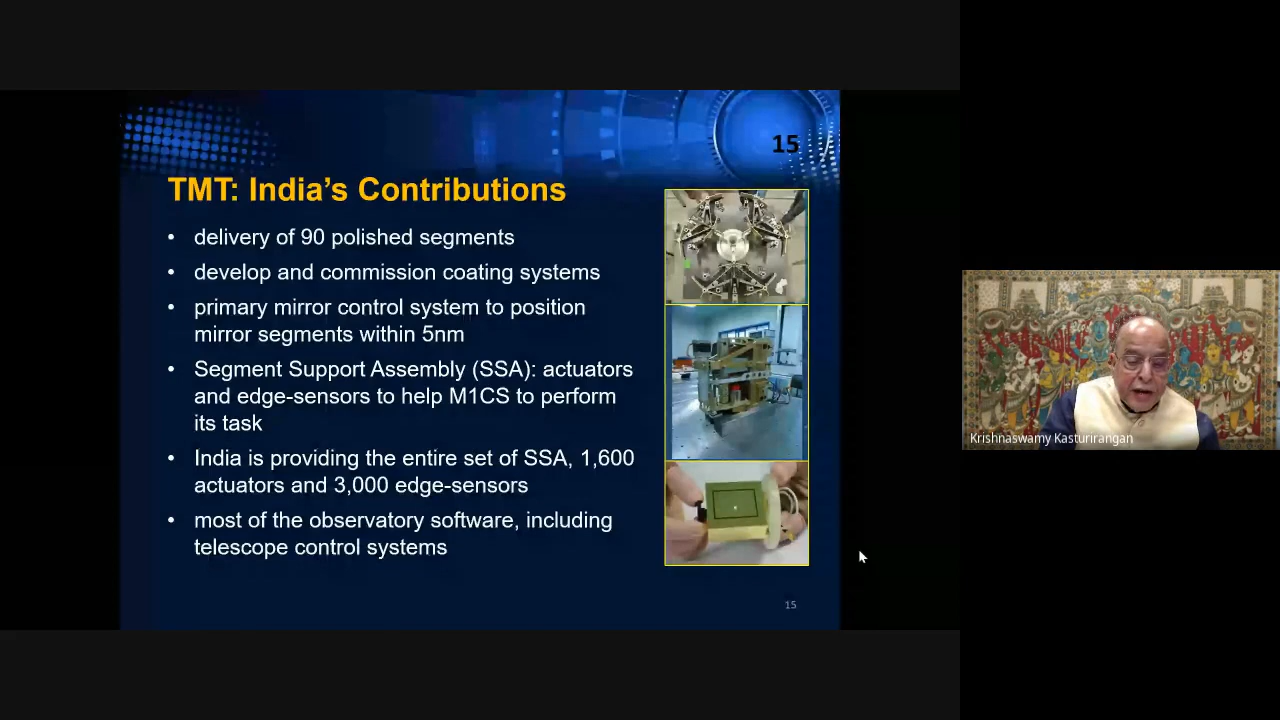 15
TMT: India’s Contributions
• delivery of 90 polished segments
• develop and commission coating systems
• primary mirror control system to position
mirror segments within 5nm
• Segment Support Assembly (SSA): actuators
and edge-sensors to help M1CS to perform
its task
• India is providing the entire set of SSA, 1,600
actuators and 3,000 edge-sensors
• most of the observatory software, including
telescope control systems
15
Krishnaswamy Kasturirangan